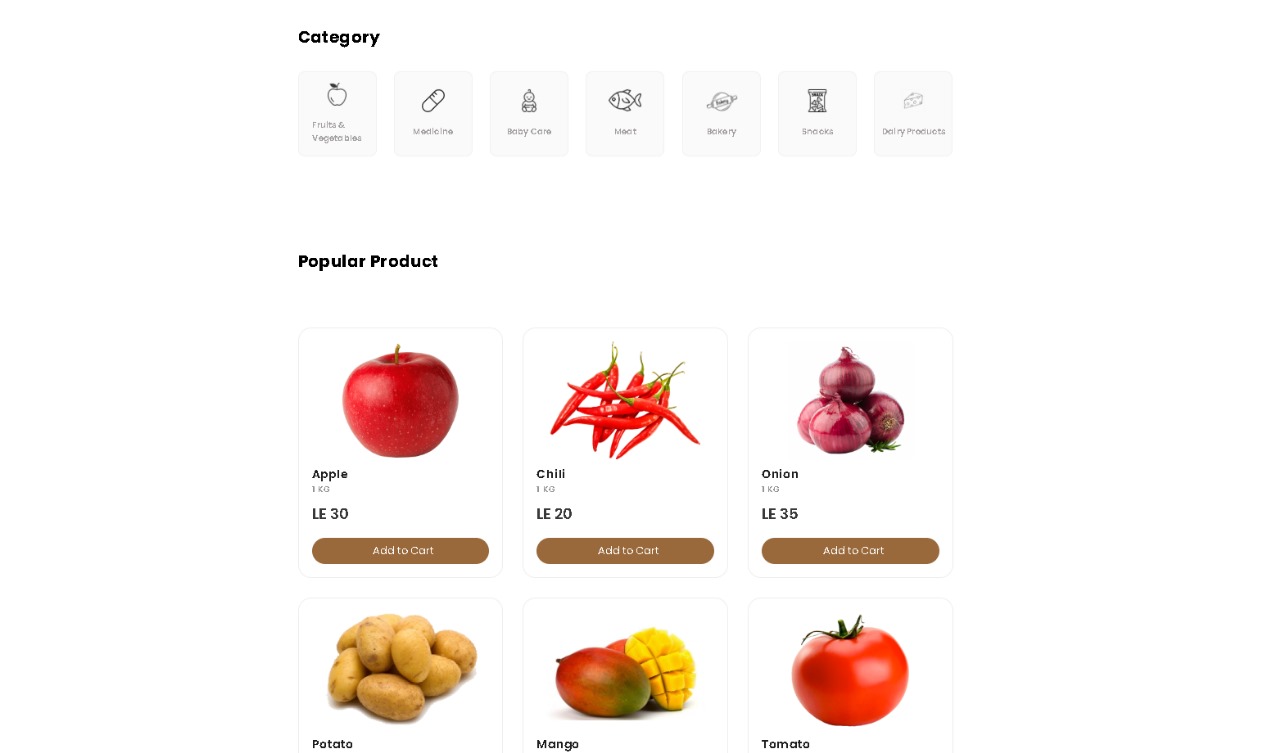 Category
Fruits &
Vegetables
Medicine
Baby Care
Meat
Bakery
Snacks
Dairy Products
Popular Product
Apple
1 KG
LE 30
Add to Cart
Chili
1 KG
LE 20
Add to Cart
Onion
1 KG
LE 35
Add to Cart
Potato
Mango
Tomato